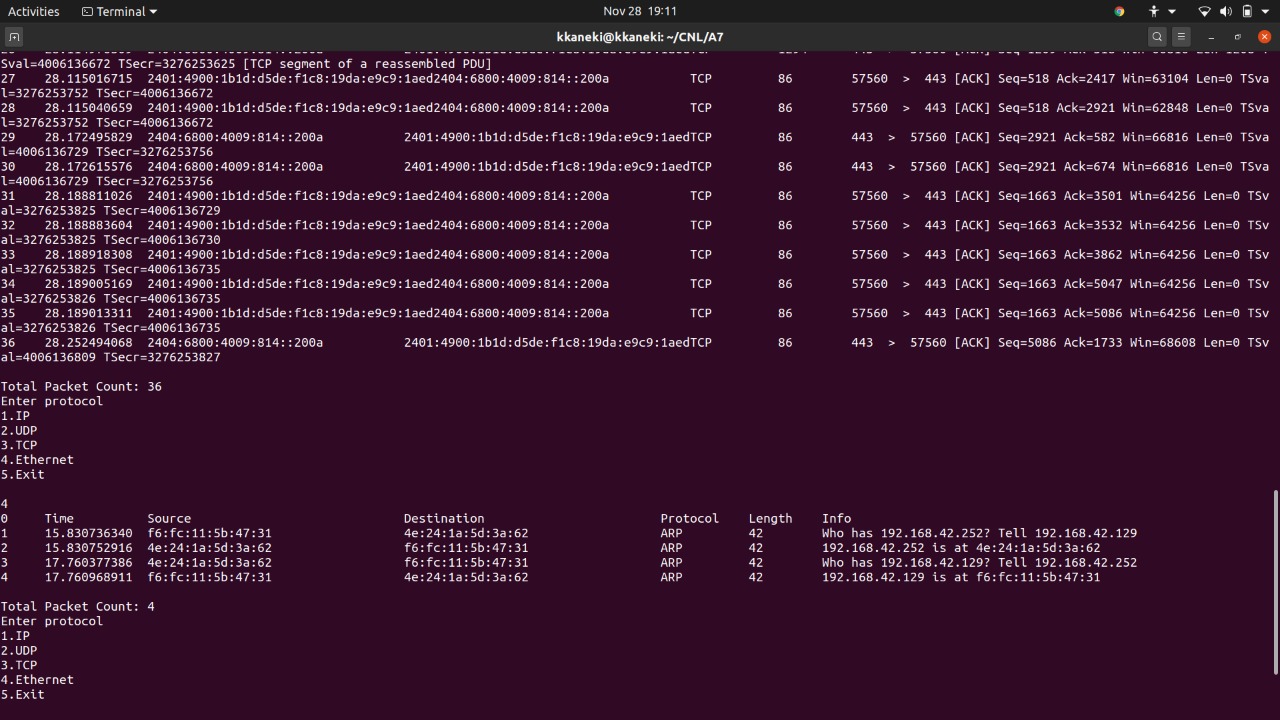 Activities Terminal Nov 28 19:11
kkaneki@kkaneki: ~/CNL/A7
Sval=4006136672 TSecr=3276253625 [TCP segment of a reassembled PDU]
27 28.115016715 2401:4900:1b1d:d5de:f1c8:19da:e9c9:1aed2404:6800:4009:814::200a TCP 86 57560 > 443 [ACK] Seq=518 Ack=2417 Win=63104 Len=0 TSva
l=3276253752 TSecr=4006136672
28 28.115040659 2401:4900:1b1d:d5de:f1c8:19da:e9c9:1aed2404:6800:4009:814::200a TCP 86 57560 > 443 [ACK] Seq=518 Ack=2921 Win=62848 Len=0 TSva
l=3276253752 TSecr=4006136672
29 28.172495829 2404:6800:4009:814::200a 2401:4900:1b1d:d5de:f1c8:19da:e9c9:1aedTCP 86 443 > 57560 [ACK] Seq=2921 Ack=582 Win=66816 Len=0 TSva
l=4006136729 TSecr=3276253756
30 28.172615576 2404:6800:4009:814::200a 2401:4900:1b1d:d5de:f1c8:19da:e9c9:1aedTCP 86 443 > 57560 [ACK] Seq=2921 Ack=674 Win=66816 Len=0 TSva
l=4006136729 TSecr=3276253756
31 28.188811026 2401:4900:1b1d:d5de:f1c8:19da:e9c9:1aed2404:6800:4009:814::200a TCP 86 57560 > 443 [ACK] Seq=1663 Ack=3501 Win=64256 Len=0 TSv
al=3276253825 TSecr=4006136729
32 28.188883604 2401:4900:1b1d:d5de:f1c8:19da:e9c9:1aed2404:6800:4009:814::200a TCP 86 57560 > 443 [ACK] Seq=1663 Ack=3532 Win=64256 Len=0 TSv
al=3276253825 TSecr=4006136730
33 28.188918308 2401:4900:1b1d:d5de:f1c8:19da:e9c9:1aed2404:6800:4009:814::200a TCP 86 57560 > 443 [ACK] Seq=1663 Ack=3862 Win=64256 Len=0 TSv
al=3276253825 TSecr=4006136735
34 28.189005169 2401:4900:1b1d:d5de:f1c8:19da:e9c9:1aed2404:6800:4009:814::200a TCP 86 57560 > 443 [ACK] Seq=1663 Ack=5047 Win=64256 Len=0 TSv
al=3276253826 TSecr=4006136735
35 28.189013311 2401:4900:1b1d:d5de:f1c8:19da:e9c9:1aed2404:6800:4009:814::200a TCP 86 57560 > 443 [ACK] Seq=1663 Ack=5086 Win=64256 Len=0 TSv
al=3276253826 TSecr=4006136735
36 28.252494068 2404:6800:4009:814::200a 2401:4900:1b1d:d5de:f1c8:19da:e9c9:1aedTCP 86 443 > 57560 [ACK] Seq=5086 Ack=1733 Win=68608 Len=0 TSv
al=4006136809 TSecr=3276253827
Total Packet Count: 36
Enter protocol
1.IP
2.UDP
3.TCP
4.Ethernet
5.Exit
4
0 Time Source Destination Protocol Length Info
1 15.830736340 f6:fc:11:5b:47:31 4e:24:1a:5d:3a:62 ARP 42 Who has 192.168.42.252? Tell 192.168.42.129
2 15.830752916 4e:24:1a:5d:3a:62 f6:fc:11:5b:47:31 ARP 42 192.168.42.252 is at 4e:24:1a:5d:3a:62
3 17.760377386 4e:24:1a:5d:3a:62 f6:fc:11:5b:47:31 ARP 42 Who has 192.168.42.129? Tell 192.168.42.252
4 17.760968911 f6:fc:11:5b:47:31 4e:24:1a:5d:3a:62 ARP 42 192.168.42.129 is at f6:fc:11:5b:47:31
Total Packet Count: 4
Enter protocol
1.IP
2.UDP
3.TCP
4.Ethernet
5.Exit